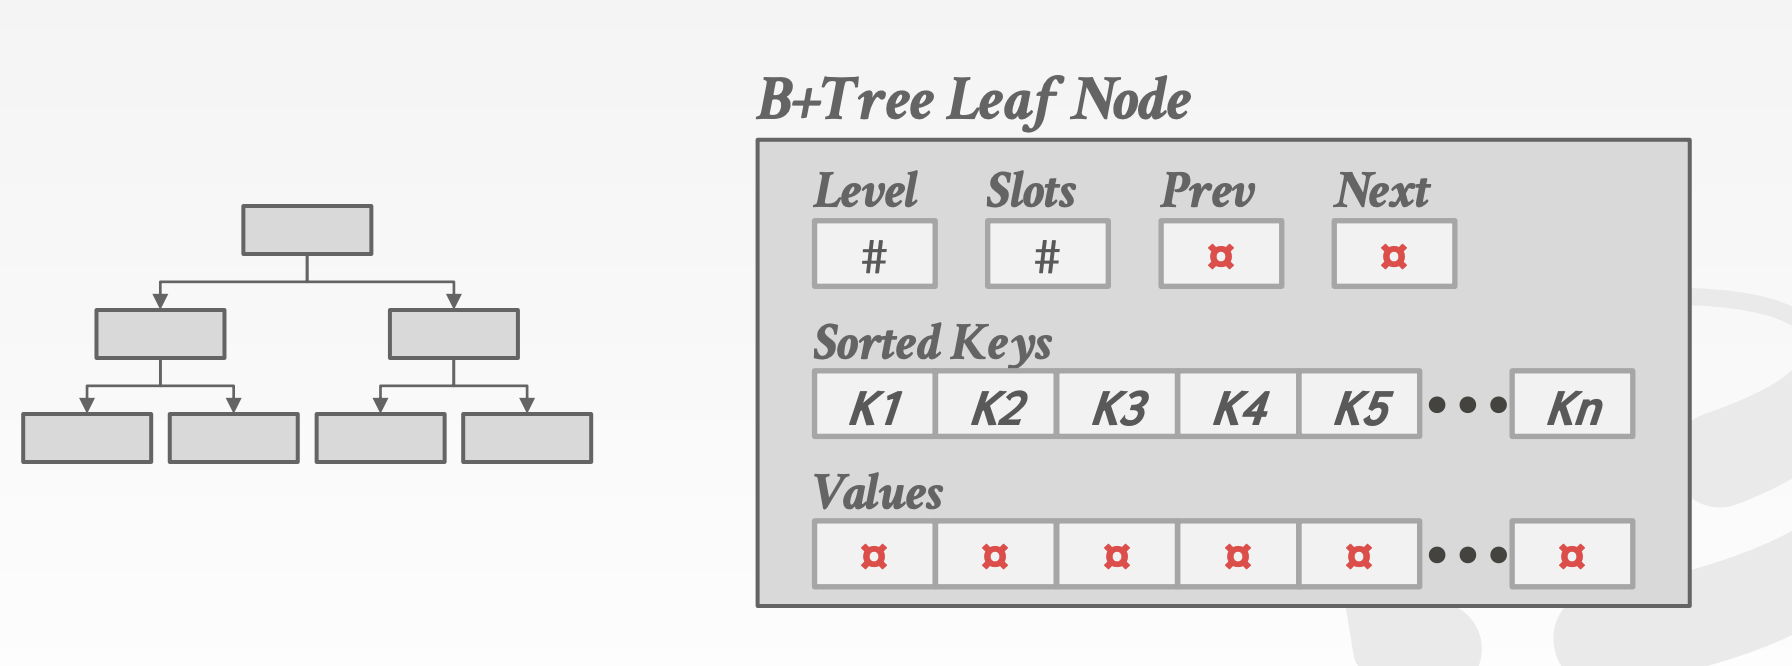 B+Tree Leaf Node
Level Slots Prev Next
# # ¤ ¤
Sorted Keys
K1 K2 K3 K4 K5 ••• Kn
Values
¤ ¤ ¤ ¤ ¤ ••• ¤